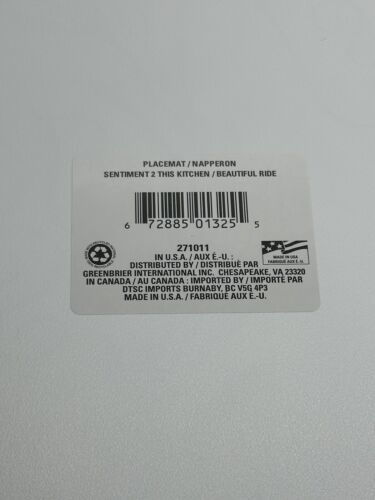 PLACEMAT / NAPPERON
SENTIMENT 2 THIS KITCHEN / BEAUTIFUL RIDE
6 72885 01325 5
271011
IN U.S.A. / AUX É.-U. :
DISTRIBUTED BY / DISTRIBUÉ PAR
MADE IN USA
FABRIQUÉ AUX É.-U.
GREENBRIER INTERNATIONAL INC. CHESAPEAKE, VA 23320
IN CANADA / AU CANADA : IMPORTED BY / IMPORTÉ PAR
DTSC IMPORTS BURNABY, BC V5G 4P3
MADE IN U.S.A. / FABRIQUÉ AUX É.-U.